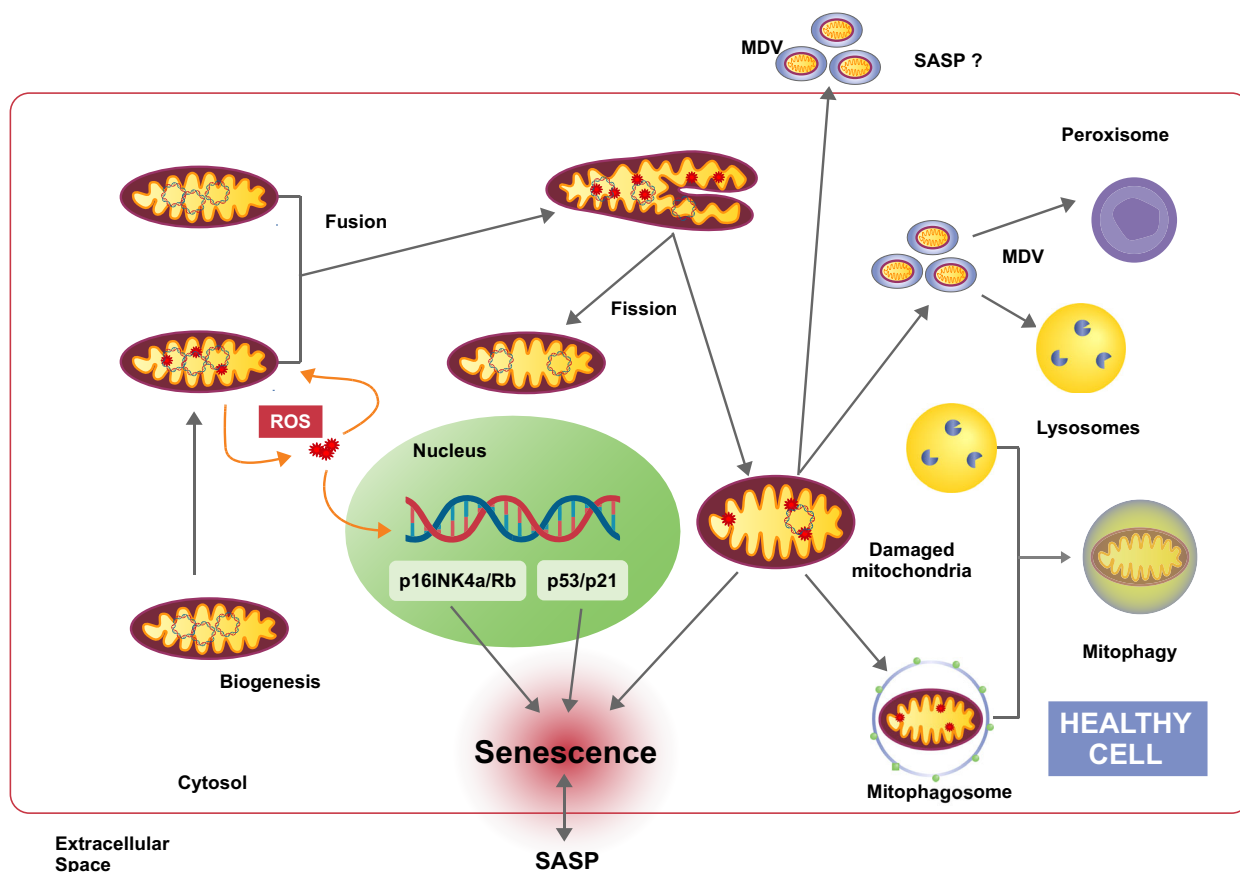 MDV
SASP ?
Peroxisome
Fusion
MDV
Fission
ROS
Lysosomes
Nucleus
p16INK4a/Rb
p53/p21
Damaged
mitochondria
Biogenesis
Mitophagy
Senescence
HEALTHY
CELL
Cytosol
Mitophagosome
Extracellular
Space
SASP